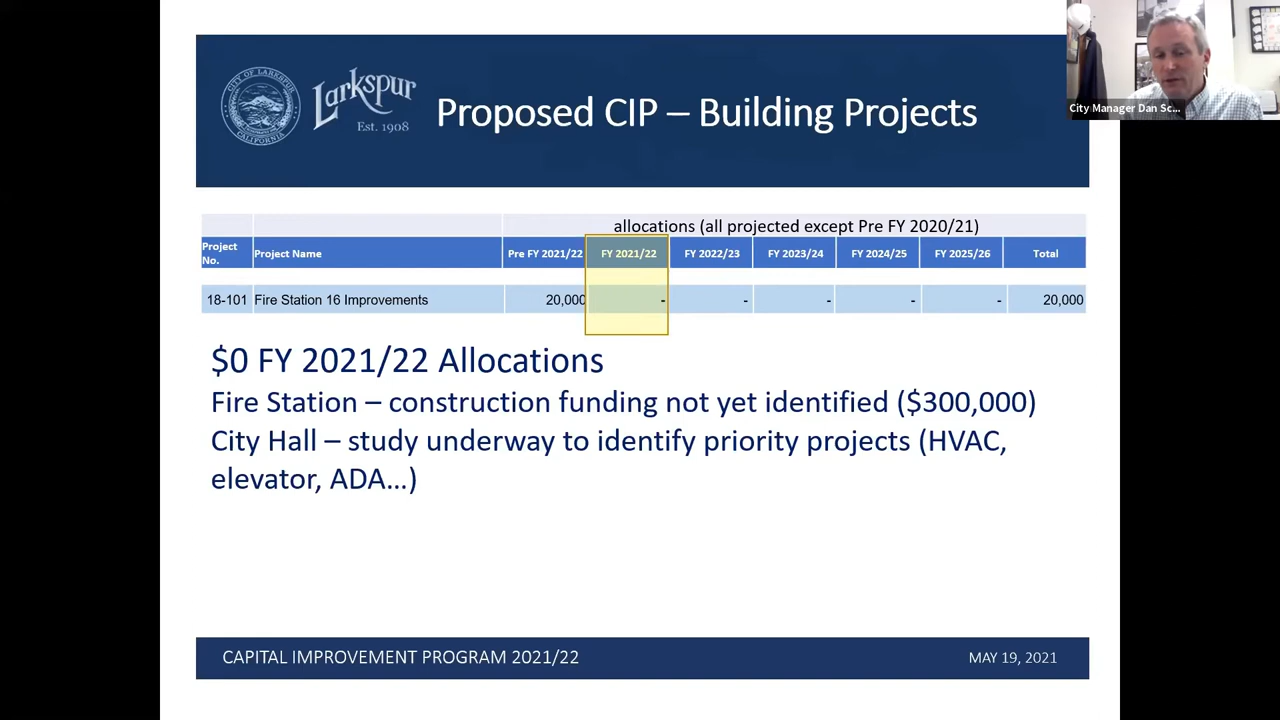 CITY OF LARKSPUR
CALIFORNIA
Larkspur
Est. 1908
Proposed CIP – Building Projects
City Manager Dan Sc...
allocations (all projected except Pre FY 2020/21)
Project No. Project Name Pre FY 2021/22 FY 2021/22 FY 2022/23 FY 2023/24 FY 2024/25 FY 2025/26 Total
18-101 Fire Station 16 Improvements 20,000 - - - - - 20,000
$0 FY 2021/22 Allocations
Fire Station – construction funding not yet identified ($300,000)
City Hall – study underway to identify priority projects (HVAC,
elevator, ADA…)
CAPITAL IMPROVEMENT PROGRAM 2021/22 MAY 19, 2021